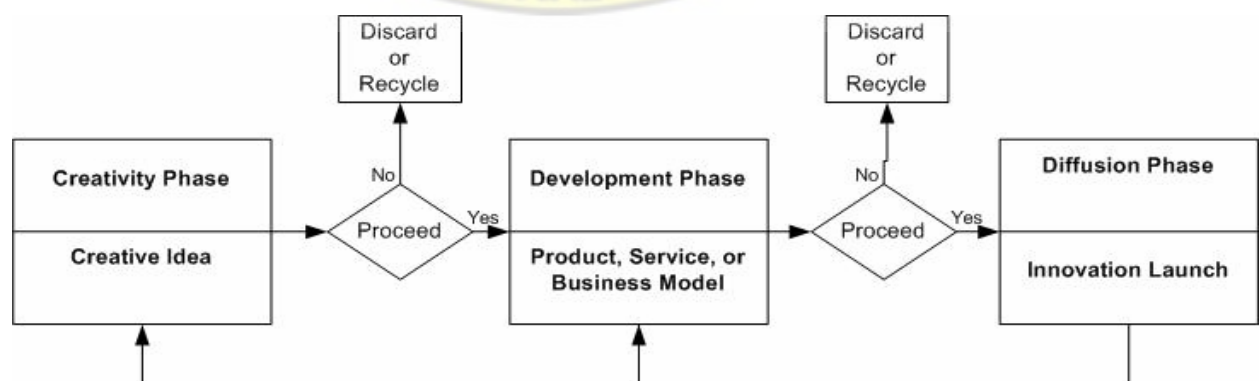 Discard
or
Recycle
Discard
or
Recycle
Creativity Phase
No
Development Phase
No
Diffusion Phase
Proceed
Yes
Proceed
Yes
Creative Idea
Product, Service, or
Business Model
Innovation Launch